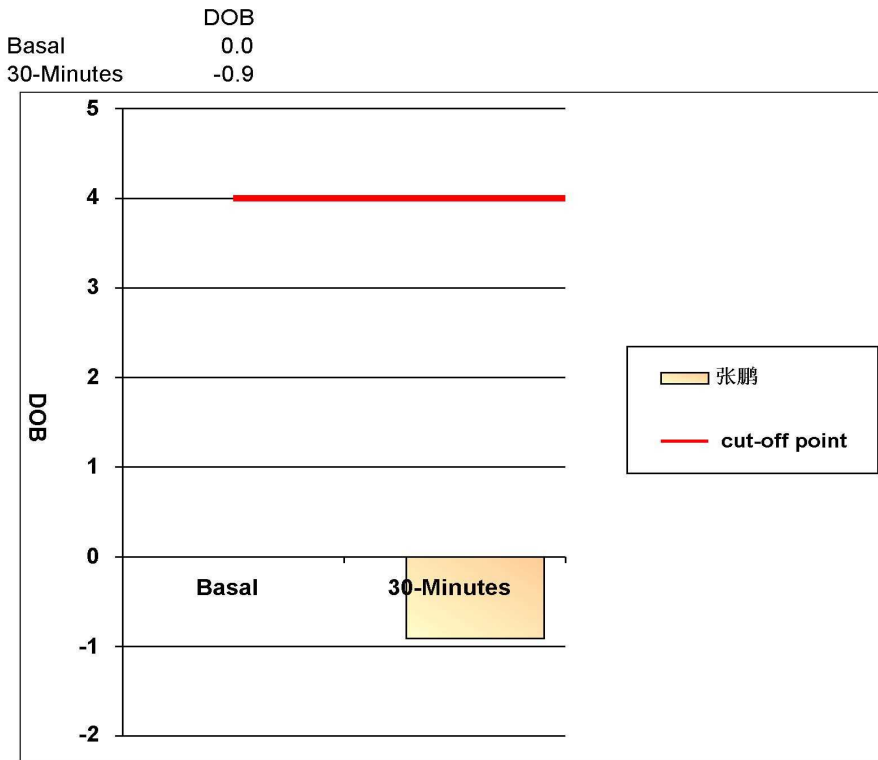 DOB
Basal 0.0
30-Minutes -0.9
5
4
3
2
1
0
-1
-2
DOB
Basal 30-Minutes
张鹏
cut-off point